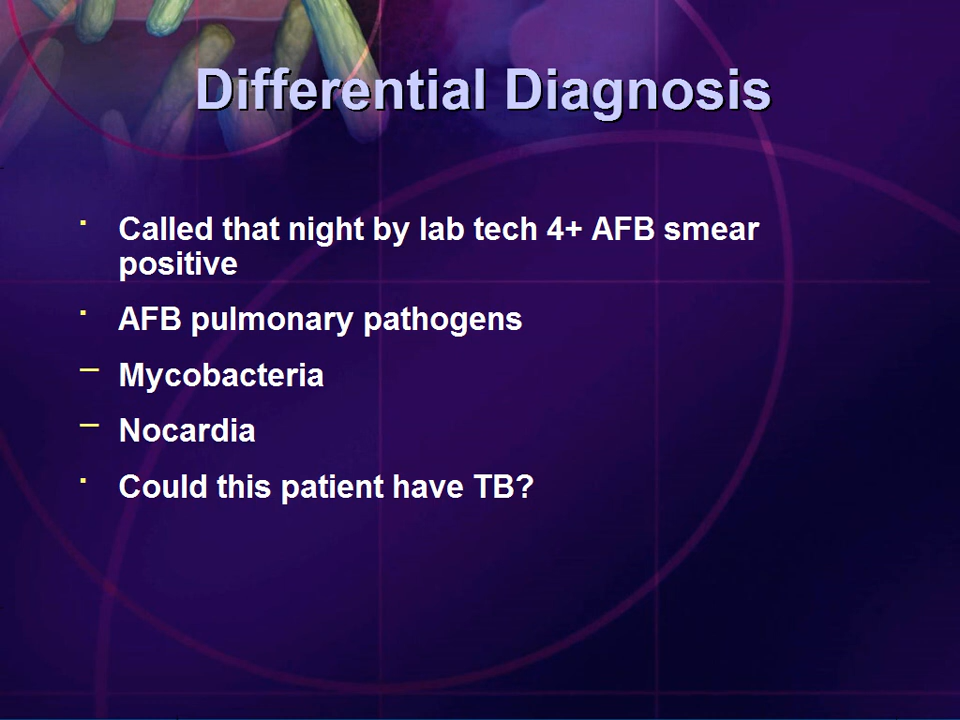 Differential Diagnosis
▪ Called that night by lab tech 4+ AFB smear
positive
▪ AFB pulmonary pathogens
– Mycobacteria
– Nocardia
▪ Could this patient have TB?